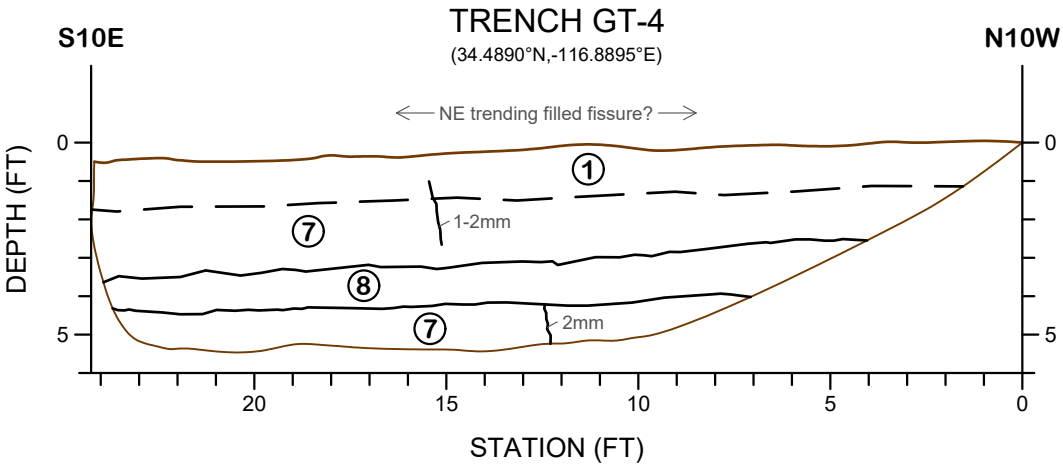 TRENCH GT-4
S10E
N10W
(34.4890°N,-116.8895°E)
NE trending filled fissure?
0
0
1
1-2mm
7
8
7
2mm
5
5
DEPTH (FT)
20
15
10
5
0
STATION (FT)